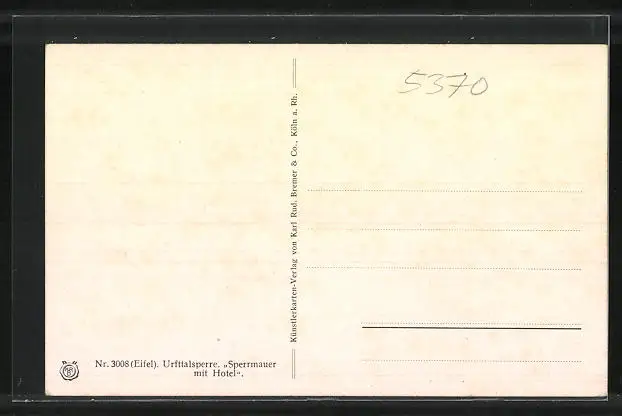 5370
Künstlerkarten-Verlag von Karl Rud. Bremer & Co., Köln a. Rh.
Nr. 3008 (Eifel). Urfttalsperre. „Sperrmauer
mit Hotel“.